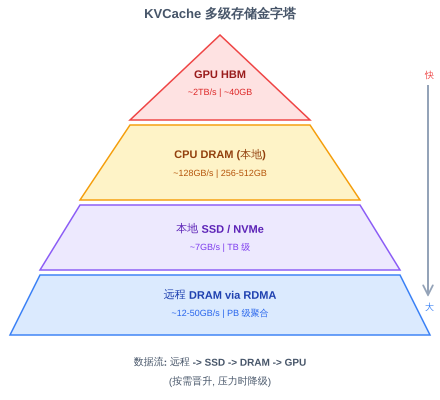 KVCache 多级存储金字塔
GPU HBM
~2TB/s | ~40GB
快
CPU DRAM (本地)
~128GB/s | 256-512GB
本地 SSD / NVMe
~7GB/s | TB 级
远程 DRAM via RDMA
~12-50GB/s | PB 级聚合
大
数据流: 远程 -> SSD -> DRAM -> GPU
(按需晋升, 压力时降级)